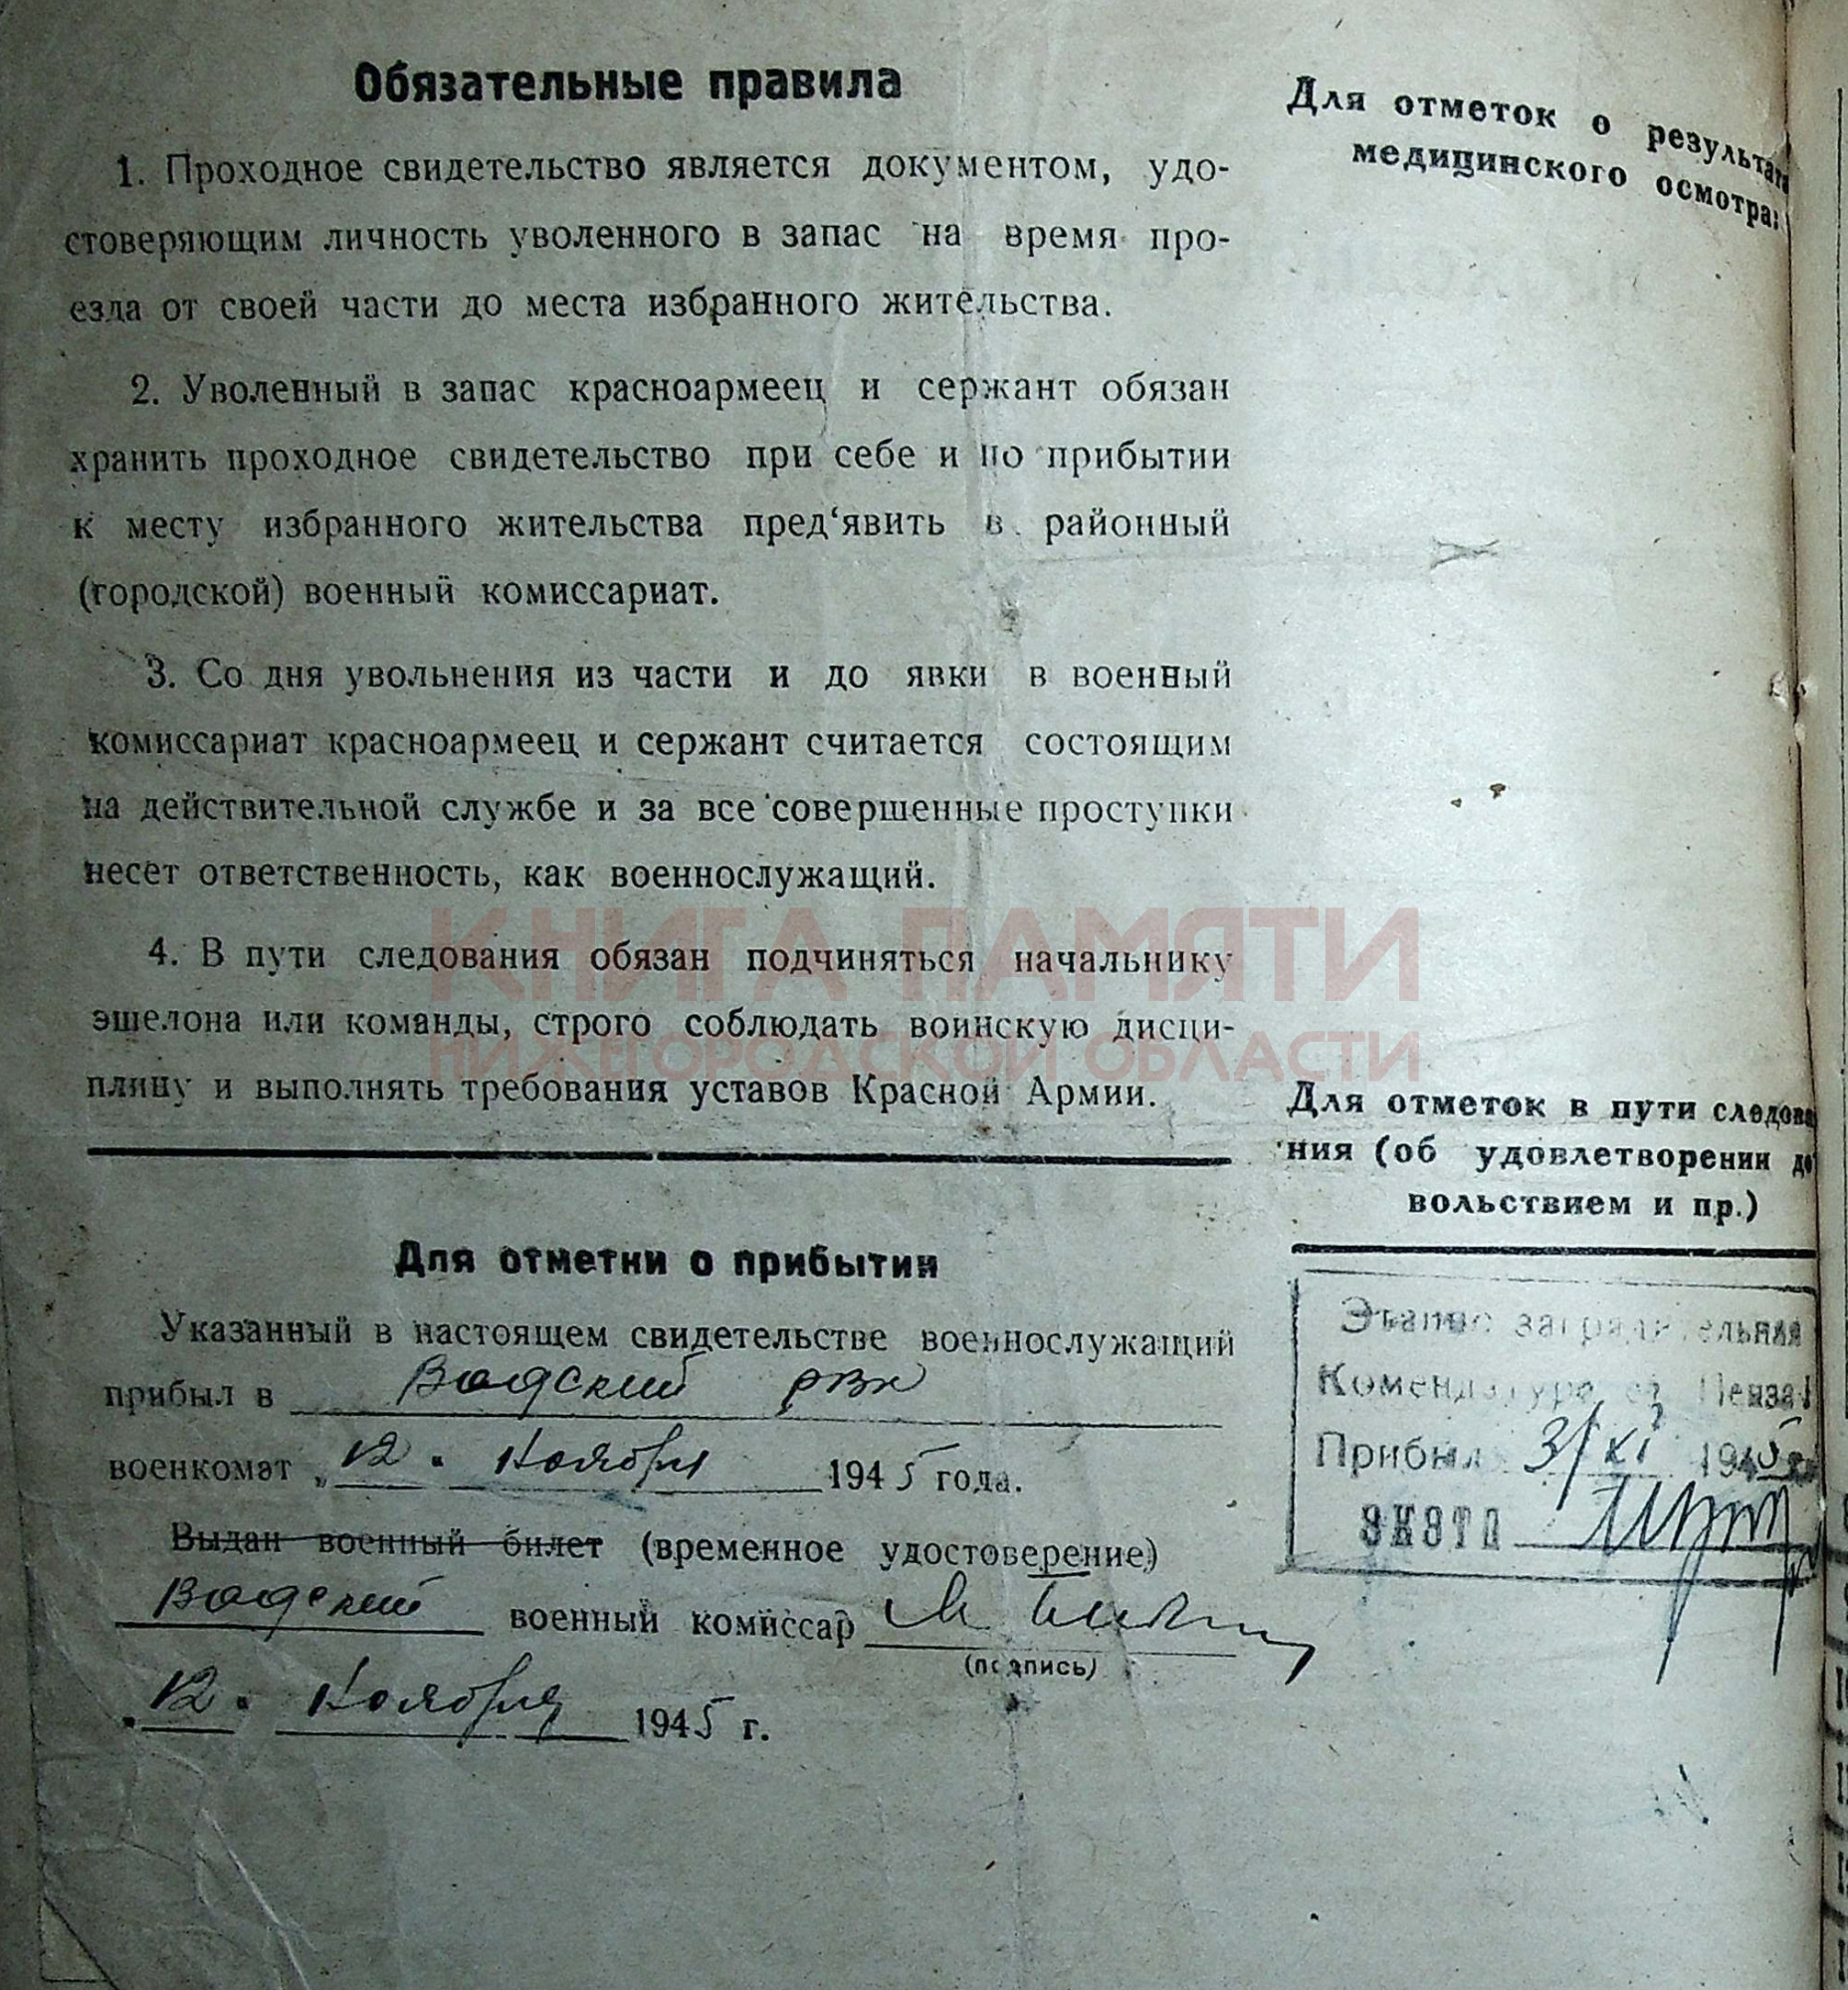 Обязательные правила
1. Проходное свидетельство является документом, удо-
стоверяющим личность уволенного в запас на время про-
езда от своей части до места избранного жительства.
2. Уволенный в запас красноармеец и сержант обязан
хранить проходное свидетельство при себе и по прибытии
к месту избранного жительства пред‘явить в районный
(городской) военный комиссариат.
3. Со дня увольнения из части и до явки в военный
комиссариат красноармеец и сержант считается состоящим
на действительной службе и за все совершенные проступки
несет ответственность, как военнослужащий.
4. В пути следования обязан подчиняться начальнику
эшелона или команды, строго соблюдать воинскую дисци-
плину и выполнять требования уставов Красной Армии.
КНИГА ПАМЯТИ
НИЖЕГОРОДСКОЙ ОБЛАСТИ
Для отметки о прибытии
Указанный в настоящем свидетельстве военнослужащий
прибыл в Вадский РВК
военкомат „12" Ноября 1945 года.
Выдан военный билет (временное удостоверение)
Вадский военный комиссар
(подпись)
"12" Ноября 1945 г.
Для отметок о результата
медицинского осмотра:
Для отметок в пути следова
ния (об удовлетворении до
вольствием и пр.)
Этапно заградительная
Комендатура ст. Пенза I
Прибыл 3/XI 1945 г.